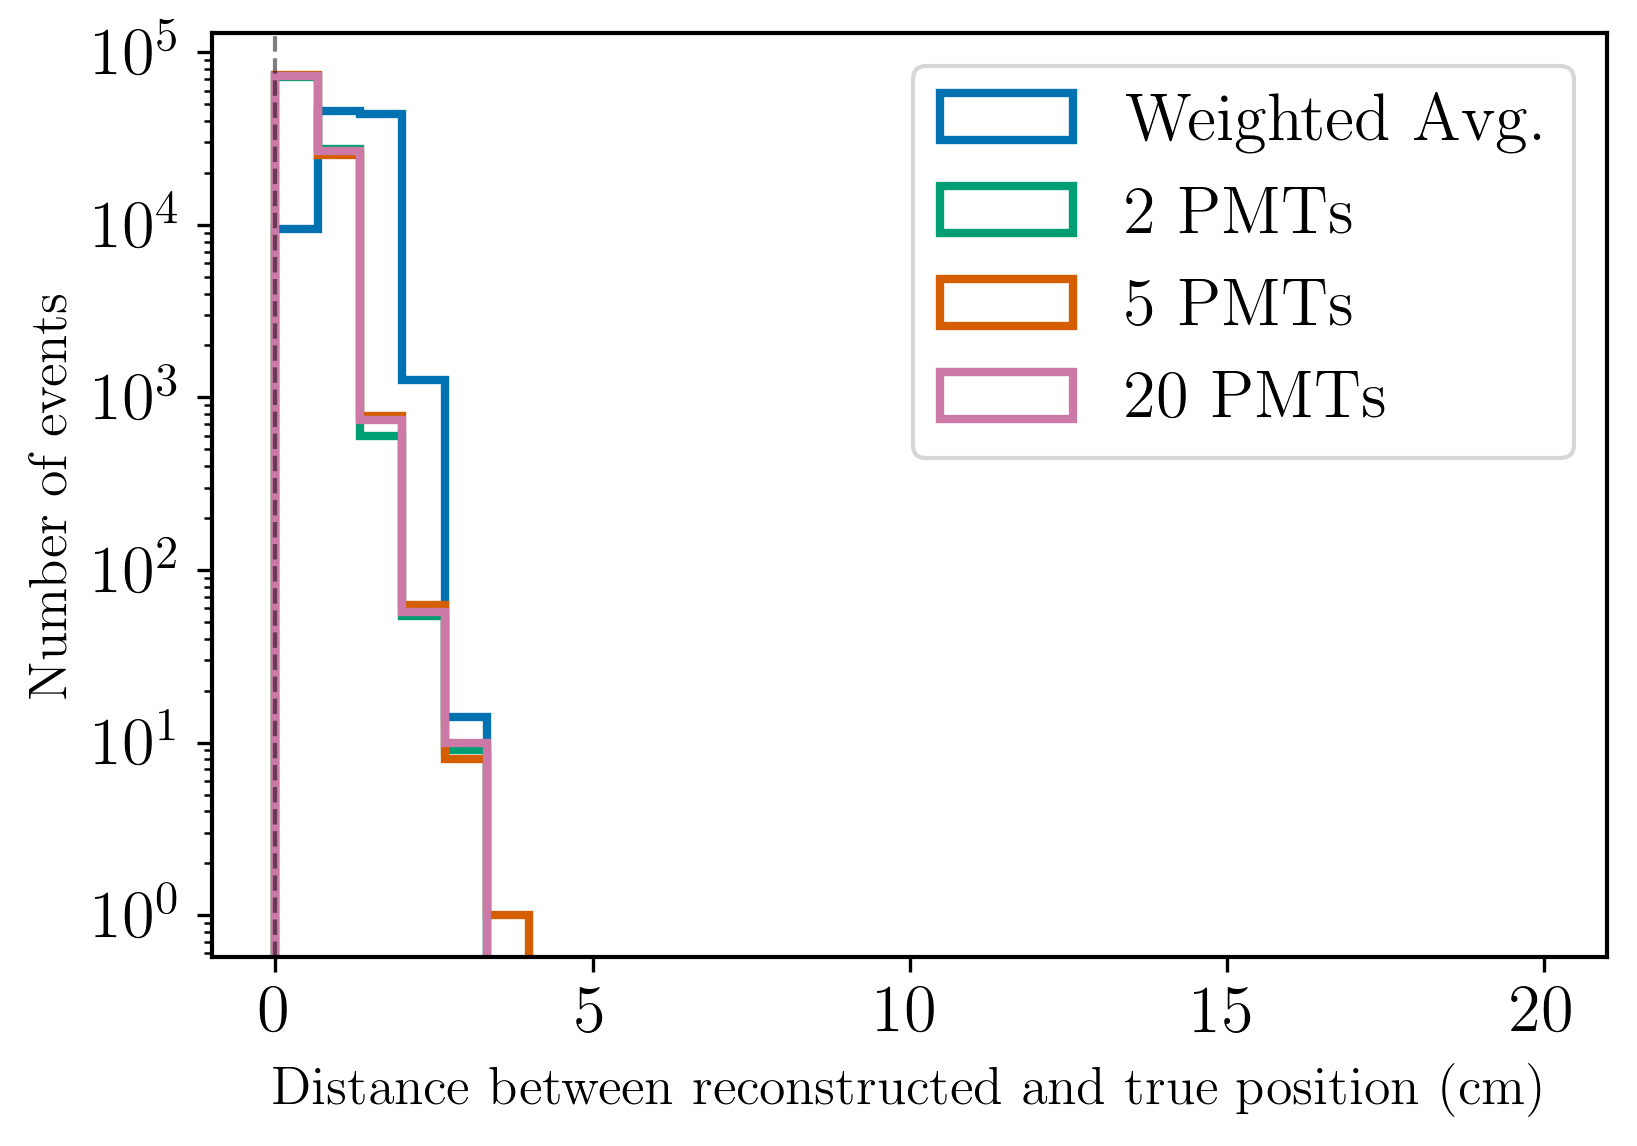 Number of events
10^5
10^4
10^3
10^2
10^1
10^0
Weighted Avg.
2 PMTs
5 PMTs
20 PMTs
0 5 10 15 20
Distance between reconstructed and true position (cm)